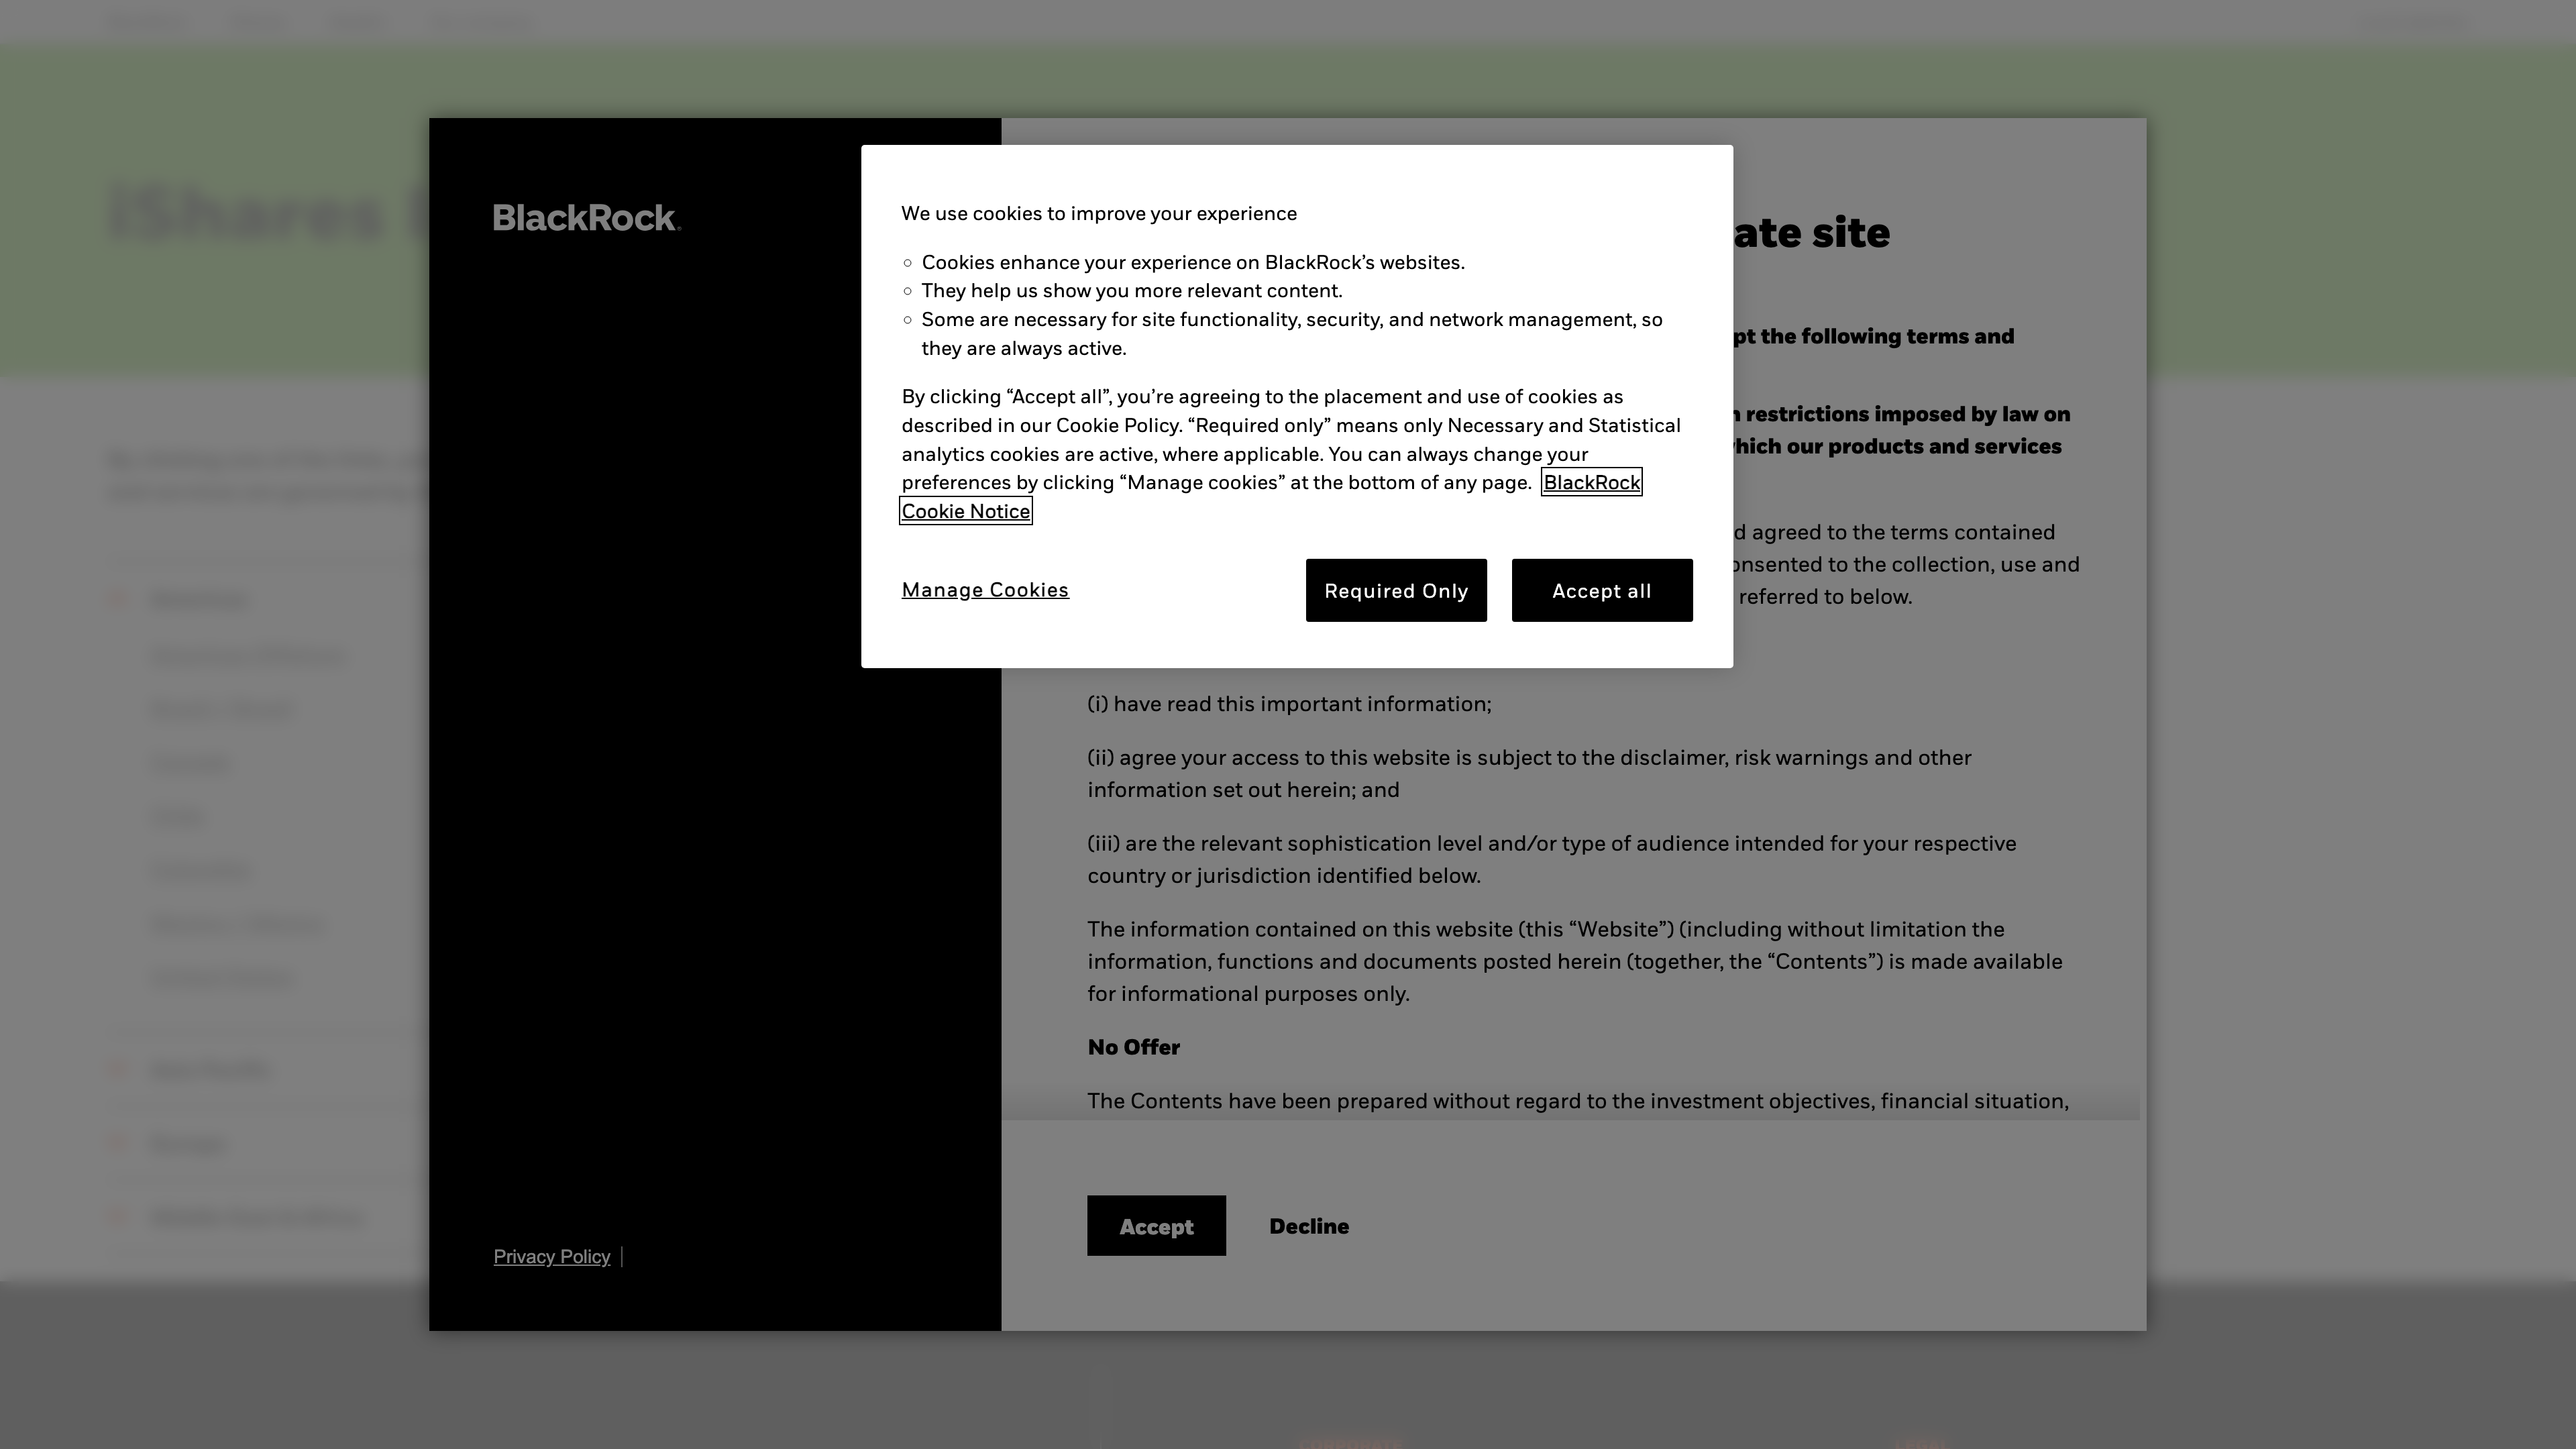 iShares
BlackRock
We use cookies to improve your experience
Cookies enhance your experience on BlackRock’s websites.
They help us show you more relevant content.
Some are necessary for site functionality, security, and network management, so
they are always active.
By clicking “Accept all”, you’re agreeing to the placement and use of cookies as
described in our Cookie Policy. “Required only” means only Necessary and Statistical
analytics cookies are active, where applicable. You can always change your
preferences by clicking “Manage cookies” at the bottom of any page. BlackRock
Cookie Notice
Manage Cookies
Required Only
Accept all
ate site
pt the following terms and
restrictions imposed by law on
hich our products and services
d agreed to the terms contained
onsented to the collection, use and
referred to below.
(i) have read this important information;
(ii) agree your access to this website is subject to the disclaimer, risk warnings and other
information set out herein; and
(iii) are the relevant sophistication level and/or type of audience intended for your respective
country or jurisdiction identified below.
The information contained on this website (this “Website”) (including without limitation the
information, functions and documents posted herein (together, the “Contents”) is made available
for informational purposes only.
No Offer
The Contents have been prepared without regard to the investment objectives, financial situation,
Accept
Decline
Privacy Policy |